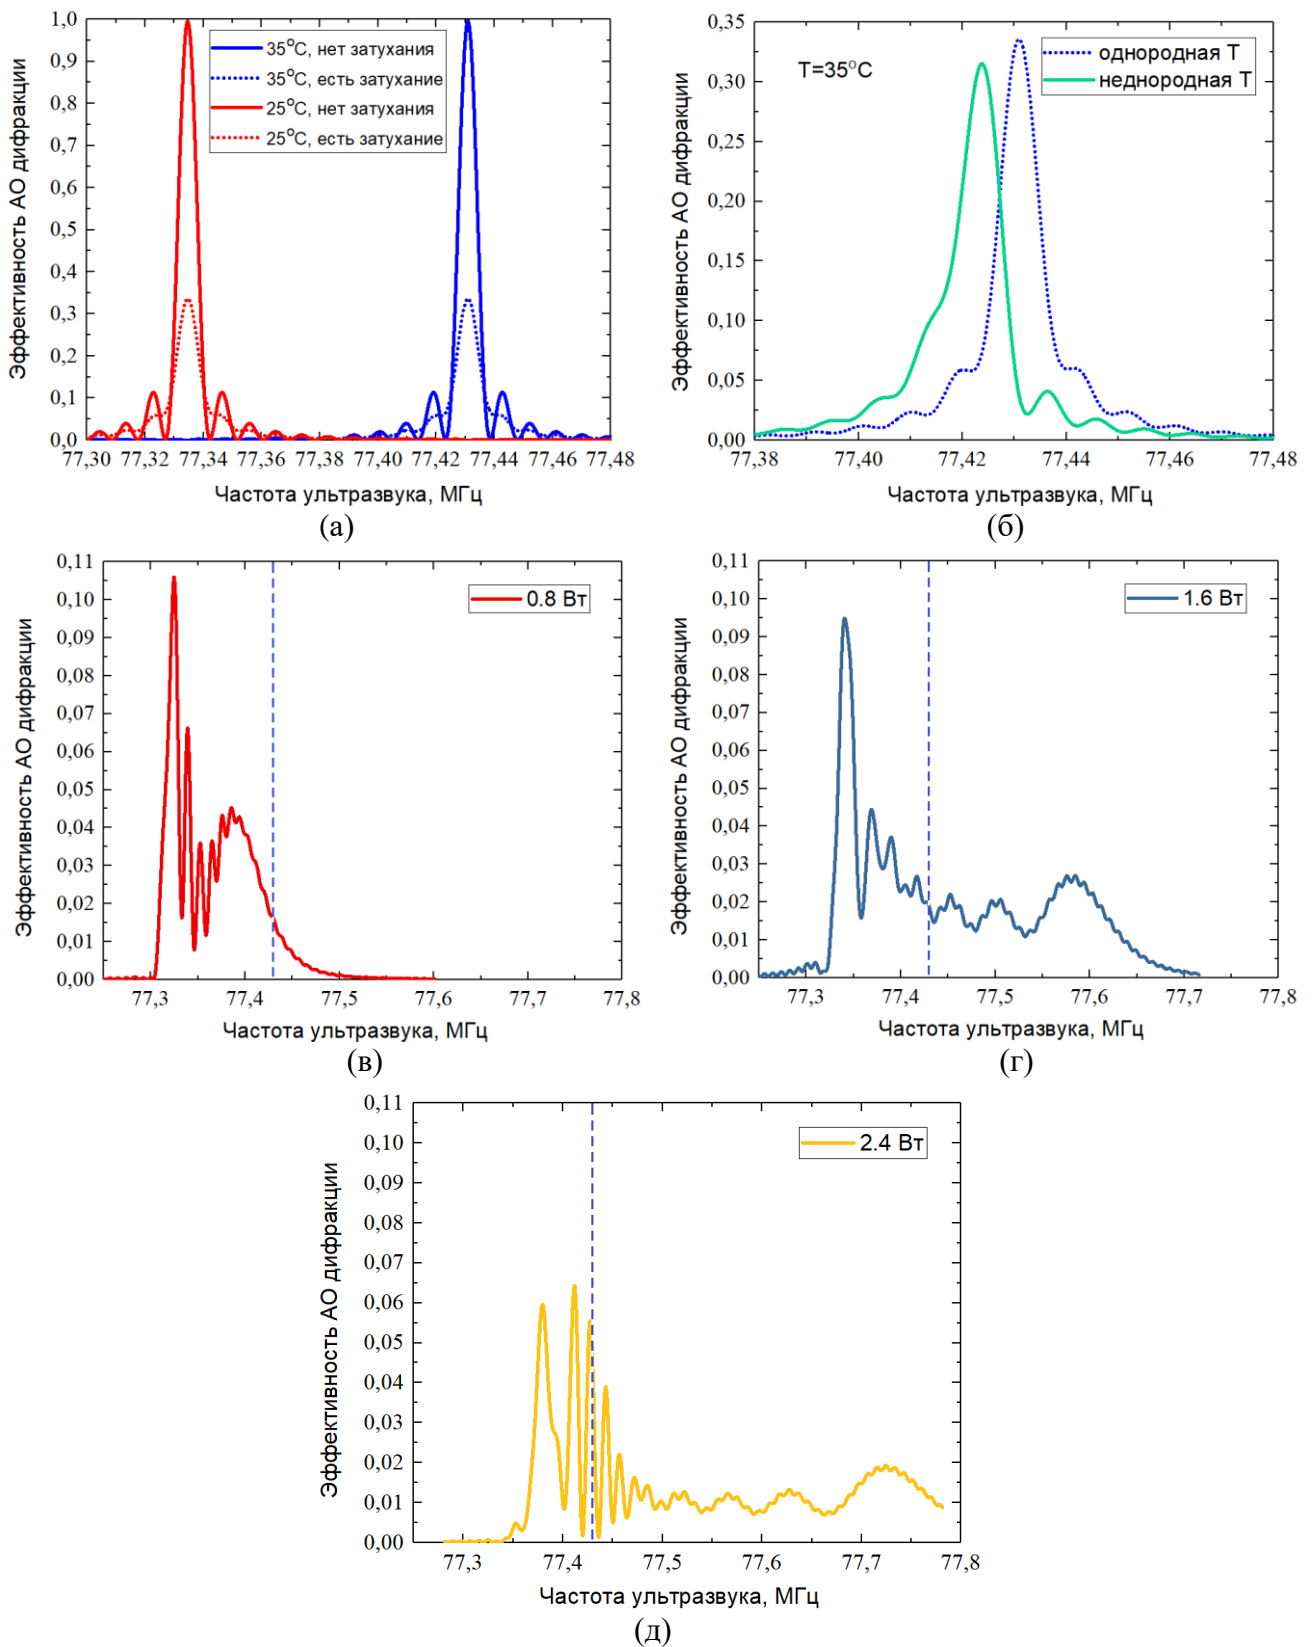 1,0
0,9
0,8
0,7
0,6
0,5
0,4
0,3
0,2
0,1
0,0
Эффективность АО дифракции
35°C, нет затухания
35°C, есть затухание
25°C, нет затухания
25°C, есть затухание
77,30 77,32 77,34 77,36 77,38 77,40 77,42 77,44 77,46 77,48
Частота ультразвука, МГц
(а)
0,35
0,30
0,25
0,20
0,15
0,10
0,05
0,00
Эффективность АО дифракции
T=35°C
однородная Т
неднородная Т
77,38 77,40 77,42 77,44 77,46 77,48
Частота ультразвука, МГц
(б)
0,11
0,10
0,09
0,08
0,07
0,06
0,05
0,04
0,03
0,02
0,01
0,00
Эффективность АО дифракции
0.8 Вт
77,3 77,4 77,5 77,6 77,7 77,8
Частота ультразвука, МГц
(в)
0,11
0,10
0,09
0,08
0,07
0,06
0,05
0,04
0,03
0,02
0,01
0,00
Эффективность АО дифракции
1.6 Вт
77,3 77,4 77,5 77,6 77,7 77,8
Частота ультразвука, МГц
(г)
0,11
0,10
0,09
0,08
0,07
0,06
0,05
0,04
0,03
0,02
0,01
0,00
Эффективность АО дифракции
2.4 Вт
77,3 77,4 77,5 77,6 77,7 77,8
Частота ультразвука, МГц
(д)